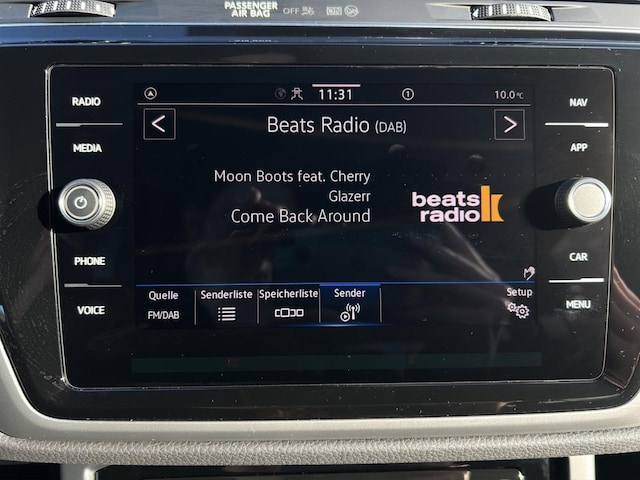 PASSENGER
AIR BAG
OFF
RADIO
MEDIA
PHONE
VOICE
11:31
1
10.0 °C
Beats Radio (DAB)
Moon Boots feat. Cherry
Glazerr
Come Back Around
beats
radio
Quelle
FM/DAB
Senderliste
Speicherliste
Sender
Setup
NAV
APP
CAR
MENU